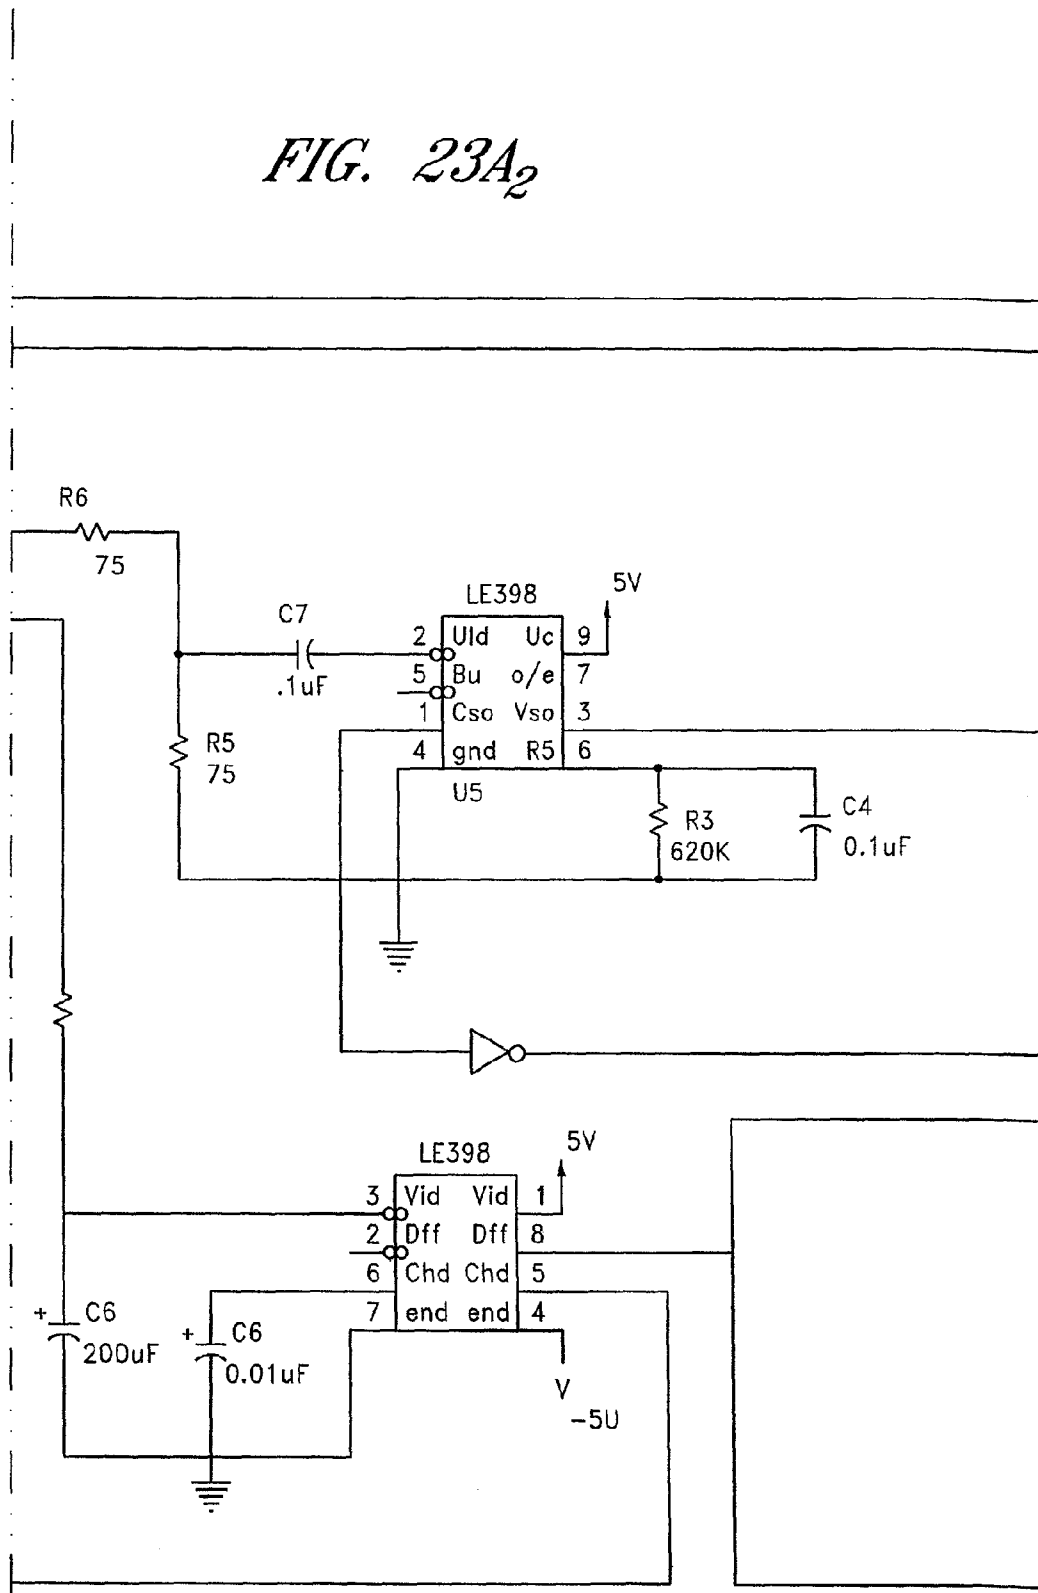 FIG. 23A2
R6
75
C7
.1uF
R5
75
LE398
5V
2 UId Uc 9
5 Bu o/e 7
1 Cso Vso 3
4 gnd R5 6
U5
R3
620K
C4
0.1uF
LE398
5V
3 Vid Vid 1
2 Dff Dff 8
6 Chd Chd 5
7 end end 4
+ C6
200uF
+ C6
0.01uF
V
-5U